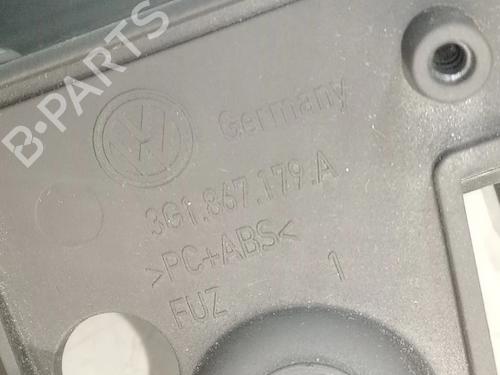 B-PARTS
Germany
3G1.867.179.A
>PC+ABS<
FUZ 1